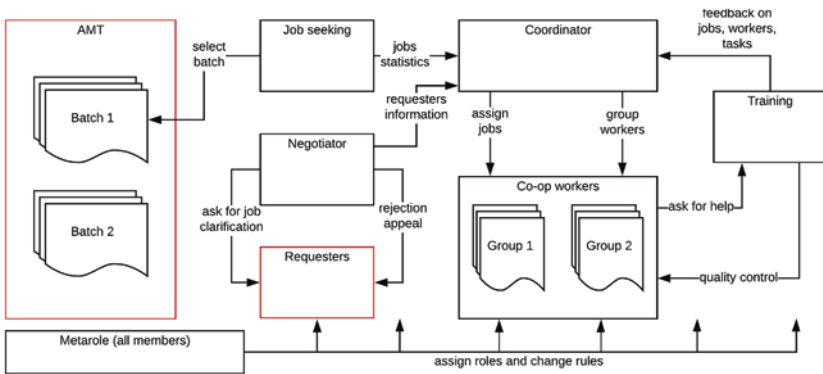 AMT
Batch 1
Batch 2
select
batch
Job seeking
jobs
statistics
Coordinator
feedback on
jobs, workers,
tasks
requesters
information
assign
jobs
group
workers
Training
Negotiator
ask for job
clarification
rejection
appeal
Requesters
Co-op workers
Group 1
Group 2
ask for help
quality control
Metarole (all members)
assign roles and change rules